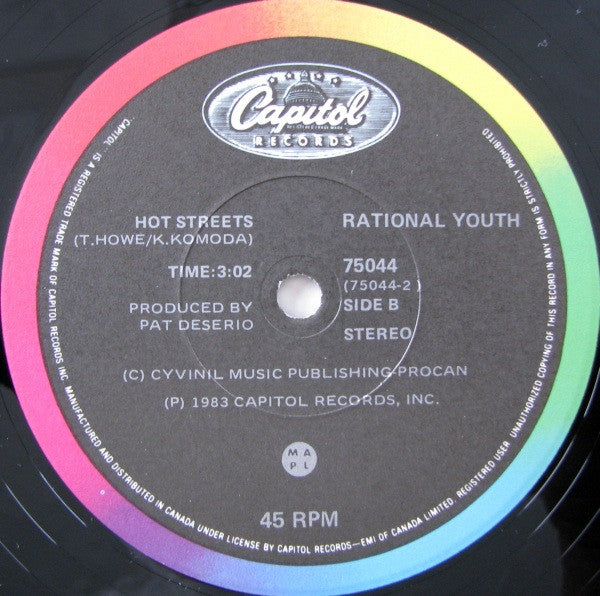 Capitol
RECORDS
HOT STREETS
(T.HOWE/K.KOMODA)
RATIONAL YOUTH
TIME:3:02
75044
(75044-2)
PRODUCED BY
PAT DESERIO
SIDE B
STEREO
(C) CYVINIL MUSIC PUBLISHING-PROCAN
(P) 1983 CAPITOL RECORDS, INC.
M A
P L
45 RPM
CAPITOL IS A REGISTERED TRADE MARK OF CAPITOL RECORDS INC. MANUFACTURED AND DISTRIBUTED IN CANADA UNDER LICENSE BY CAPITOL RECORDS—EMI OF CANADA LIMITED. REGISTERED USER. UNAUTHORIZED COPYING OF THIS RECORD IN ANY FORM IS STRICTLY PROHIBITED